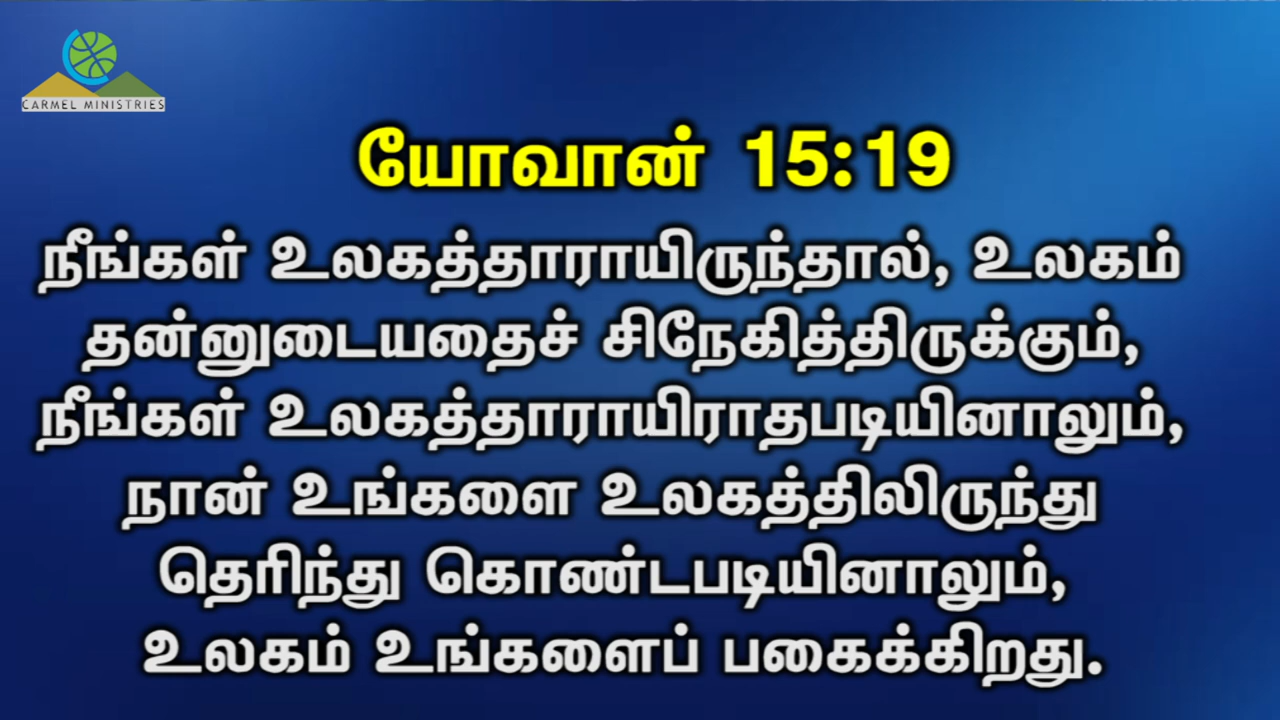 CARMEL MINISTRIES
யோவான் 15:19
நீங்கள் உலகத்தாராயிருந்தால், உலகம்
தன்னுடையதைச் சிநேகித்திருக்கும்,
நீங்கள் உலகத்தாராயிராதபடியினாலும்,
நான் உங்களை உலகத்திலிருந்து
தெரிந்து கொண்டபடியினாலும்,
உலகம் உங்களைப் பகைக்கிறது.